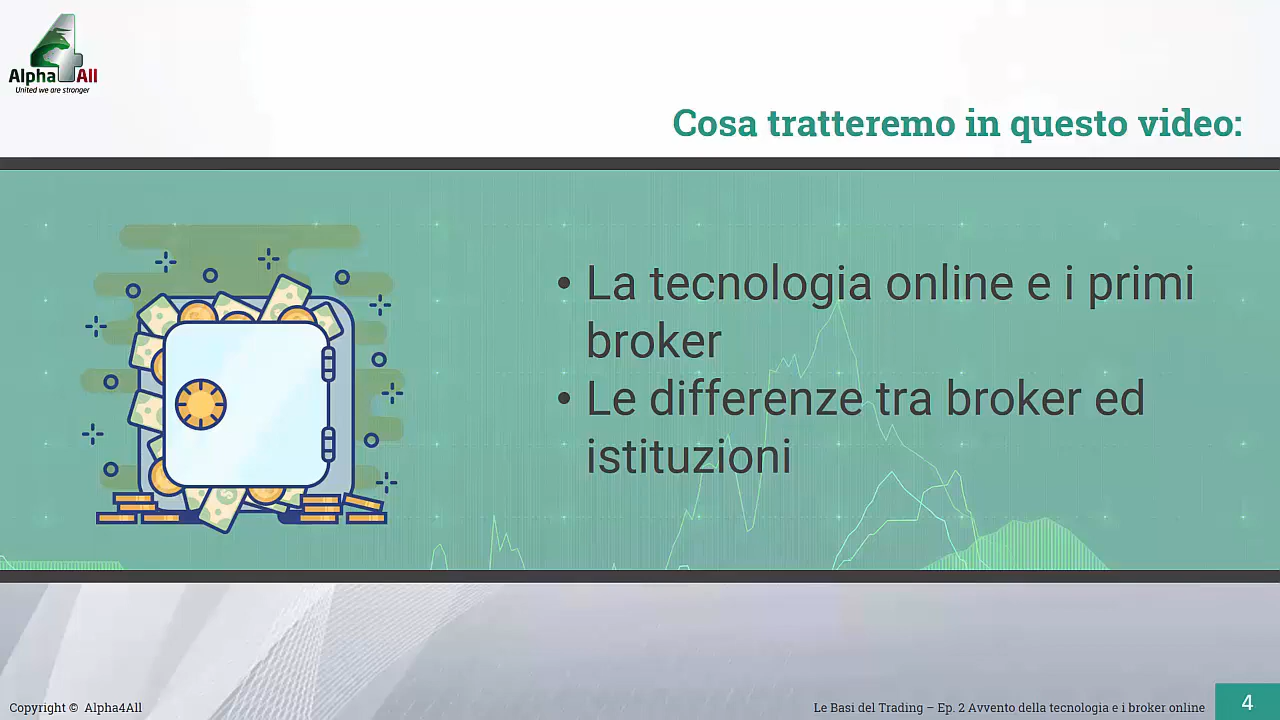 Alpha4All
United we are stronger
Cosa tratteremo in questo video:
• La tecnologia online e i primi
broker
• Le differenze tra broker ed
istituzioni
Copyright © Alpha4All
Le Basi del Trading – Ep. 2 Avvento della tecnologia e i broker online
4